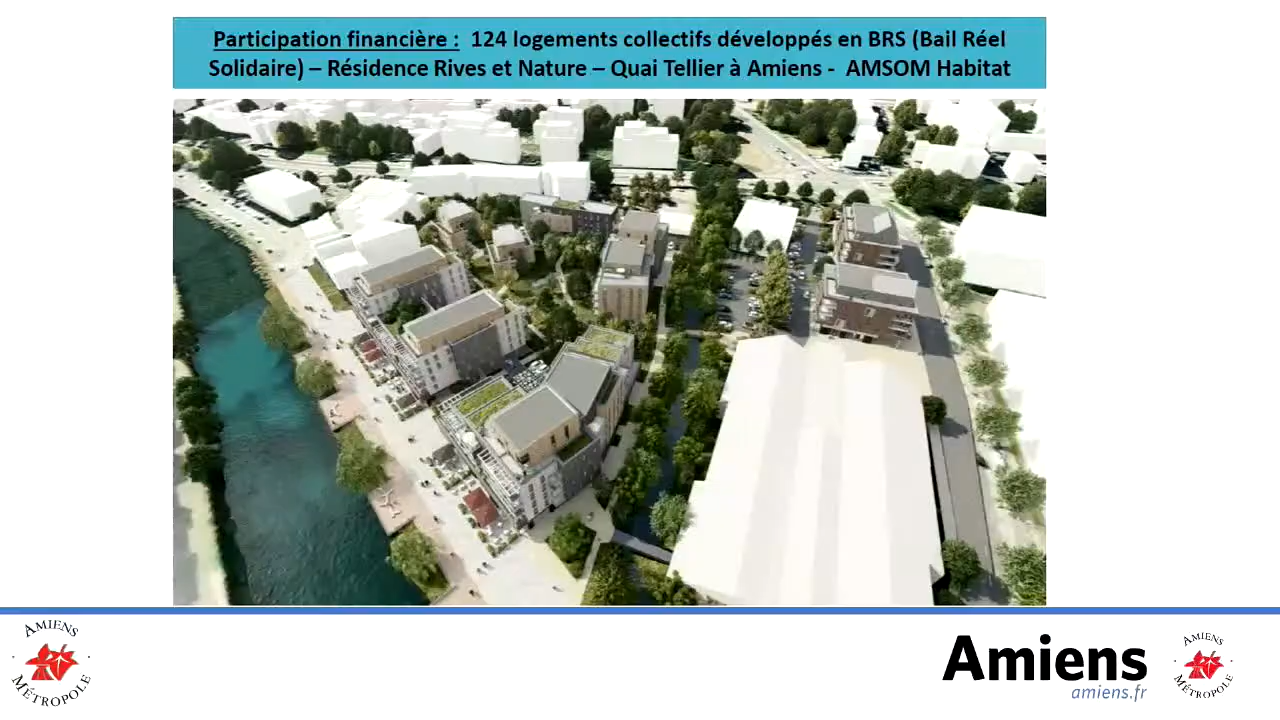 Participation financière : 124 logements collectifs développés en BRS (Bail Réel
Solidaire) – Résidence Rives et Nature – Quai Tellier à Amiens - AMSOM Habitat
AMIENS
MÉTROPOLE
Amiens
amiens.fr
AMIENS
MÉTROPOLE